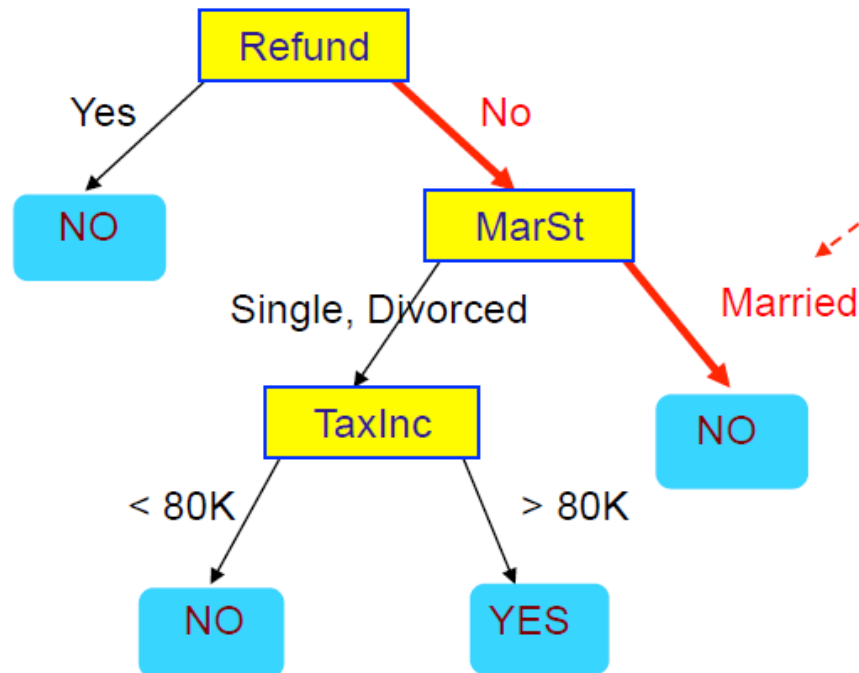 Refund
Yes
No
NO
MarSt
Single, Divorced
Married
TaxInc
NO
< 80K
> 80K
NO
YES